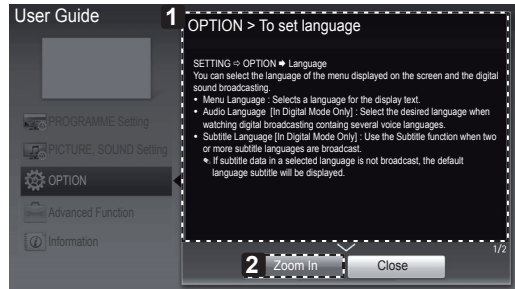 User Guide
1
OPTION > To set language
SETTING ⇨ OPTION ➡ Language
You can select the language of the menu displayed on the screen and the digital
sound broadcasting.
• Menu Language : Selects a language for the display text.
• Audio Language [In Digital Mode Only] : Select the desired language when
watching digital broadcasting containg several voice languages.
• Subtitle Language [In Digital Mode Only] : Use the Subtitle function when two
or more subtitle languages are broadcast.
If subtitle data in a selected language is not broadcast, the default
language subtitle will be displayed.
PROGRAMME Setting
PICTURE, SOUND Setting
OPTION
Advanced Function
Information
1/2
2
Zoom In
Close